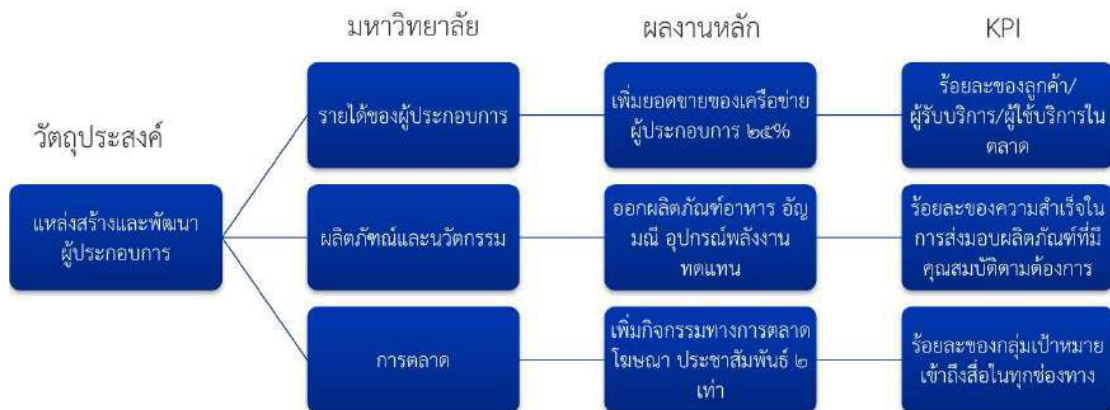 มหาวิทยาลัย
ผลงานหลัก
KPI
วัตถุประสงค์
แหล่งสร้างและพัฒนา
ผู้ประกอบการ
รายได้ของผู้ประกอบการ
เพิ่มยอดขายของเครือข่าย
ผู้ประกอบการ ๒๕%
ร้อยละของลูกค้า/
ผู้รับบริการ/ผู้ใช้บริการใน
ตลาด
ผลิตภัฑณ์และนวัตกรรม
ออกผลิตภัณฑ์อาหาร อัญ
มณี อุปกรณ์พลังงาน
ทดแทน
ร้อยละของความสำเร็จใน
การส่งมอบผลิตภัณฑ์ที่มี
คุณสมบัติตามต้องการ
การตลาด
เพิ่มกิจกรรมทางการตลาด
โฆษณา ประชาสัมพันธ์ ๒
เท่า
ร้อยละของกลุ่มเป้าหมาย
เข้าถึงสื่อในทุกช่องทาง